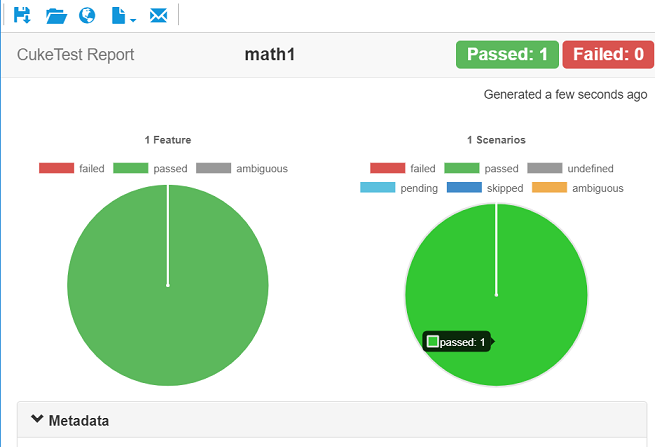 CukeTest Report math1 Passed: 1 Failed: 0
Generated a few seconds ago
1 Feature
failed passed ambiguous
1 Scenarios
failed passed undefined
pending skipped ambiguous
passed: 1
Metadata